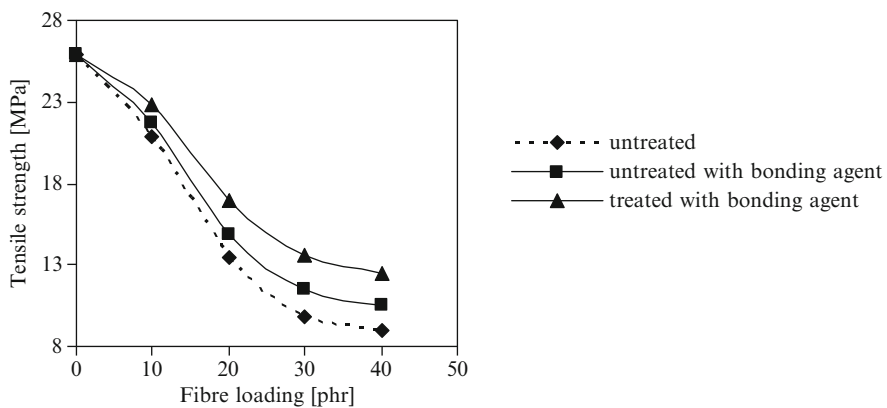 28
23
18
13
8
Tensile strength [MPa]
0 10 20 30 40 50
Fibre loading [phr]
untreated
untreated with bonding agent
treated with bonding agent